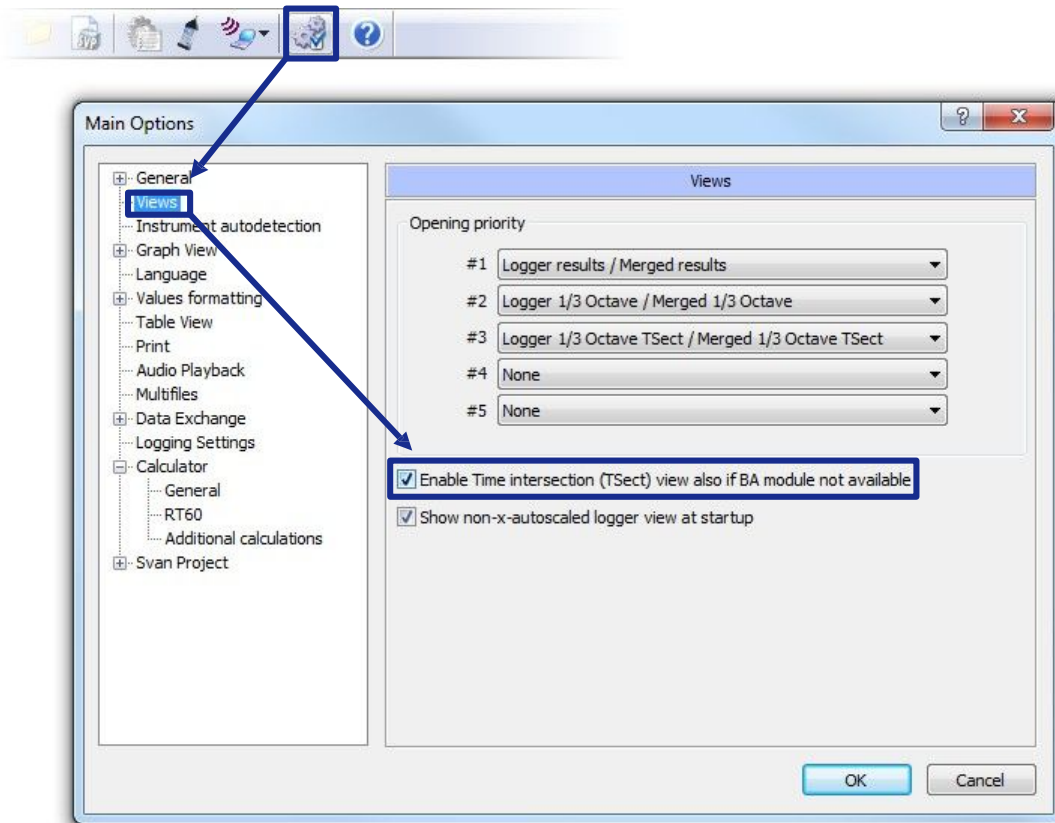 Main Options
General
Views
Instrument autodetection
Graph View
Language
Values formatting
Table View
Print
Audio Playback
Multifiles
Data Exchange
Logging Settings
Calculator
General
RT60
Additional calculations
Svan Project
Views
Opening priority
#1 Logger results / Merged results
#2 Logger 1/3 Octave / Merged 1/3 Octave
#3 Logger 1/3 Octave TSect / Merged 1/3 Octave TSect
#4 None
#5 None
Enable Time intersection (TSect) view also if BA module not available
Show non-x-autoscaled logger view at startup
OK Cancel